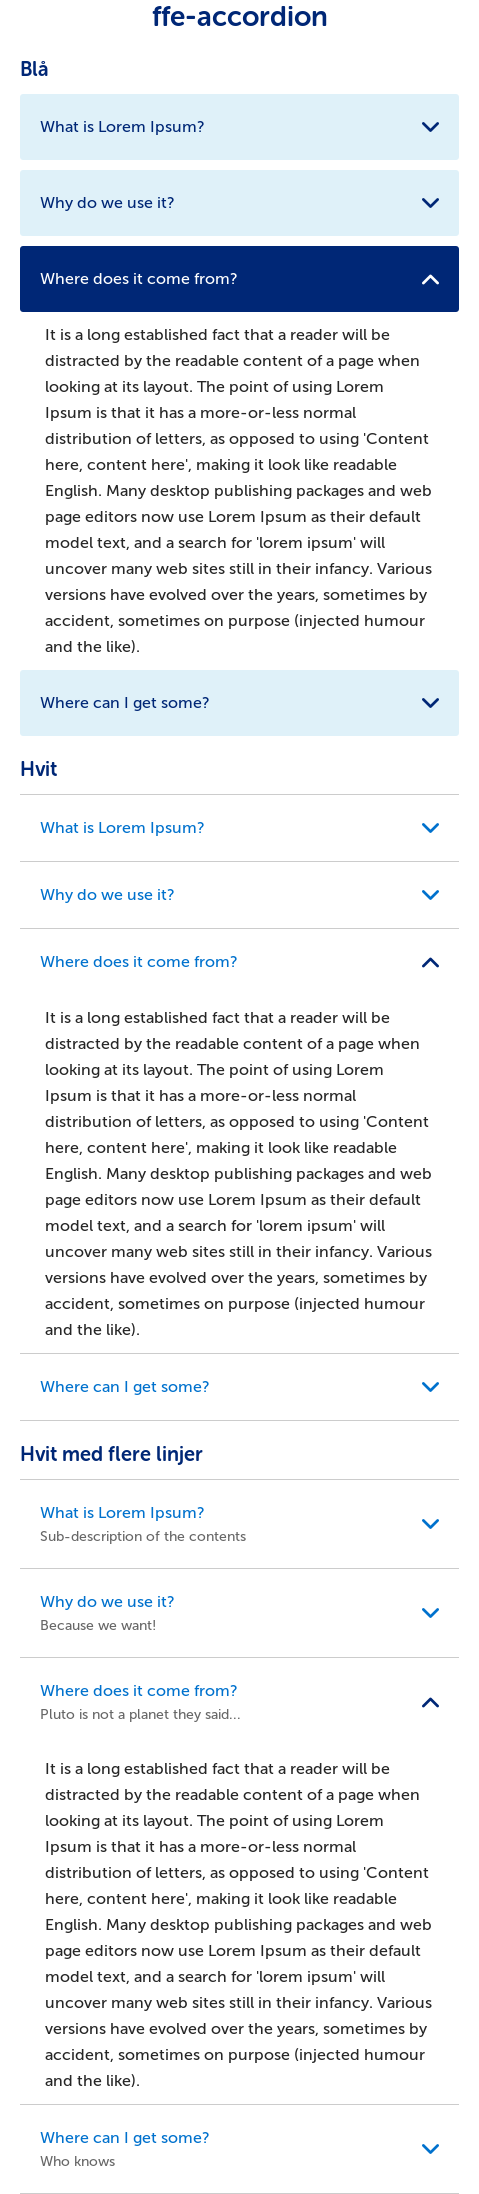 ffe-accordion
Blå
What is Lorem Ipsum?
Why do we use it?
Where does it come from?
It is a long established fact that a reader will be
distracted by the readable content of a page when
looking at its layout. The point of using Lorem
Ipsum is that it has a more-or-less normal
distribution of letters, as opposed to using 'Content
here, content here', making it look like readable
English. Many desktop publishing packages and web
page editors now use Lorem Ipsum as their default
model text, and a search for 'lorem ipsum' will
uncover many web sites still in their infancy. Various
versions have evolved over the years, sometimes by
accident, sometimes on purpose (injected humour
and the like).
Where can I get some?
Hvit
What is Lorem Ipsum?
Why do we use it?
Where does it come from?
It is a long established fact that a reader will be
distracted by the readable content of a page when
looking at its layout. The point of using Lorem
Ipsum is that it has a more-or-less normal
distribution of letters, as opposed to using 'Content
here, content here', making it look like readable
English. Many desktop publishing packages and web
page editors now use Lorem Ipsum as their default
model text, and a search for 'lorem ipsum' will
uncover many web sites still in their infancy. Various
versions have evolved over the years, sometimes by
accident, sometimes on purpose (injected humour
and the like).
Where can I get some?
Hvit med flere linjer
What is Lorem Ipsum?
Sub-description of the contents
Why do we use it?
Because we want!
Where does it come from?
Pluto is not a planet they said...
It is a long established fact that a reader will be
distracted by the readable content of a page when
looking at its layout. The point of using Lorem
Ipsum is that it has a more-or-less normal
distribution of letters, as opposed to using 'Content
here, content here', making it look like readable
English. Many desktop publishing packages and web
page editors now use Lorem Ipsum as their default
model text, and a search for 'lorem ipsum' will
uncover many web sites still in their infancy. Various
versions have evolved over the years, sometimes by
accident, sometimes on purpose (injected humour
and the like).
Where can I get some?
Who knows